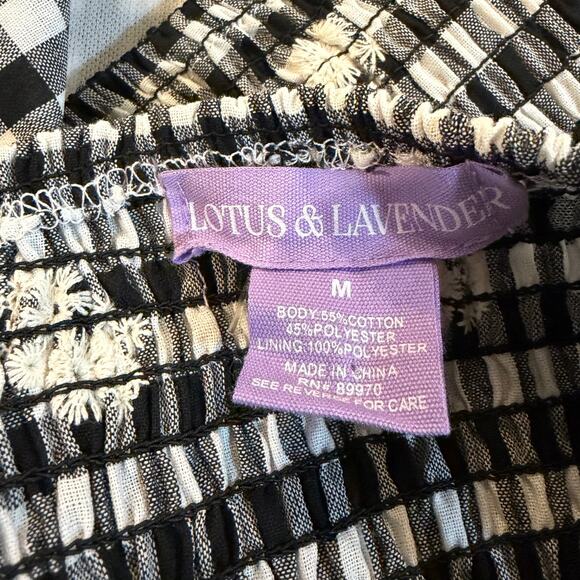 LOTUS & LAVENDER
M
BODY 55%COTTON
45%POLYESTER
LINING 100%POLYESTER
MADE IN CHINA
RN# 89970
SEE REVERSE FOR CARE